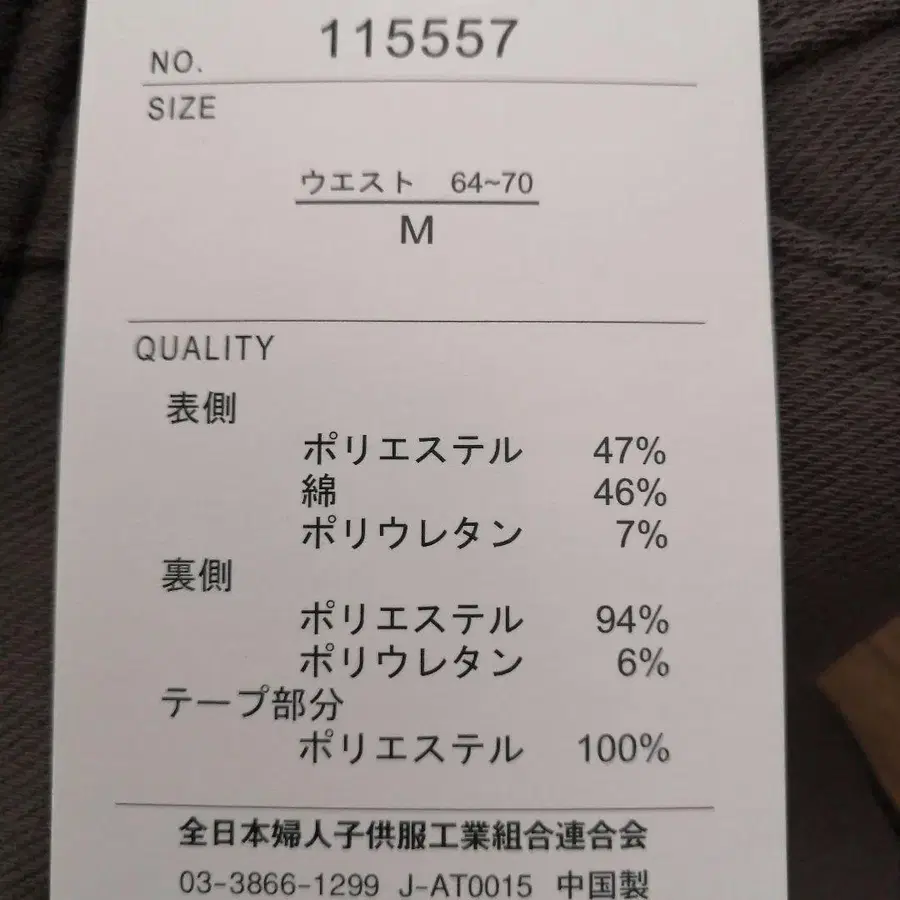 NO. 115557
SIZE
ウエスト 64~70
M
QUALITY
表側
ポリエステル 47%
綿 46%
ポリウレタン 7%
裏側
ポリエステル 94%
ポリウレタン 6%
テープ部分
ポリエステル 100%
全日本婦人子供服工業組合連合会
03-3866-1299 J-AT0015 中国製